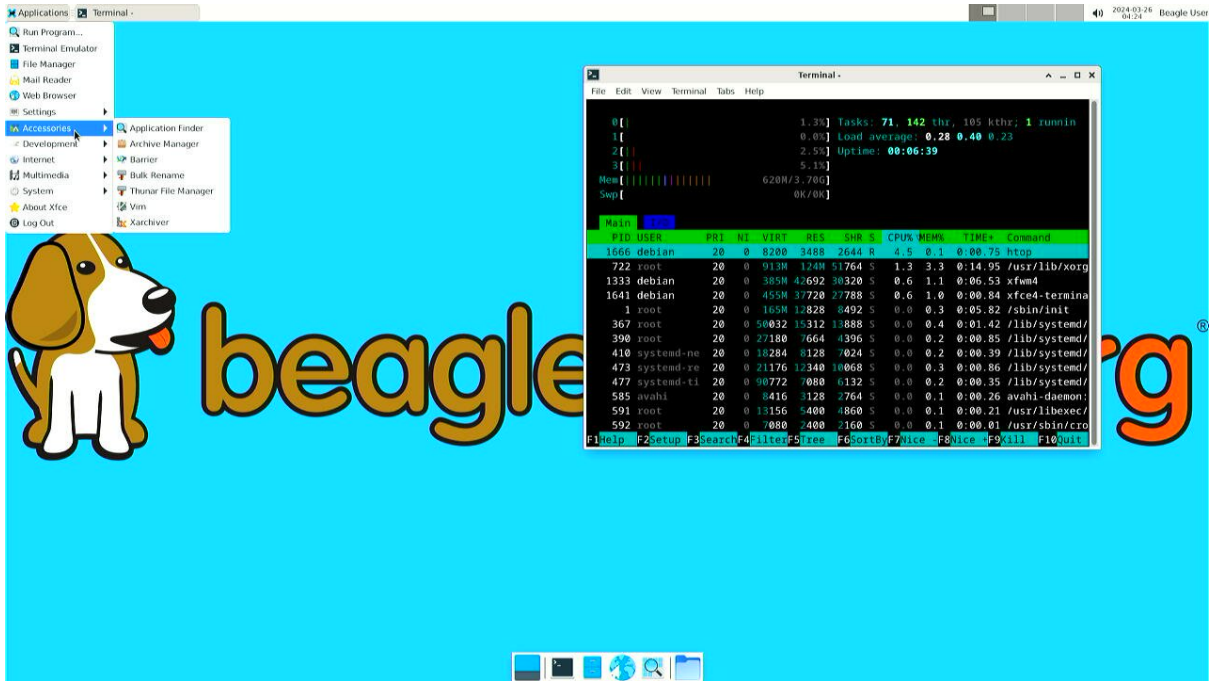 Applications
Terminal -
2024-03-26
04:24
Beagle User
Run Program...
Terminal Emulator
File Manager
Mail Reader
Web Browser
Settings
Accessories
Development
Internet
Multimedia
System
About Xfce
Log Out
Application Finder
Archive Manager
Barrier
Bulk Rename
Thunar File Manager
Vim
Xarchiver
Terminal -
File Edit View Terminal Tabs Help
0[ 1.3%] Tasks: 71, 142 thr, 105 kthr; 1 runnin
1[ 0.0%] Load average: 0.28 0.40 0.23
2[ 2.5%] Uptime: 00:06:39
3[ 5.1%]
Mem[ 620M/3.70G]
Swp[ 0K/0K]
Main
PID USER PRI NI VIRT RES SHR S CPU% MEM% TIME+ Command
1666 debian 20 0 8200 3488 2644 R 4.5 0.1 0:00.75 htop
722 root 20 0 913M 124M 51764 S 1.3 3.3 0:14.95 /usr/lib/xorg
1333 debian 20 0 385M 42692 30320 S 0.6 1.1 0:06.53 xfwm4
1641 debian 20 0 455M 37720 27788 S 0.6 1.0 0:00.84 xfce4-termina
1 root 20 0 165M 12828 8492 S 0.0 0.3 0:05.82 /sbin/init
367 root 20 0 50032 15312 13888 S 0.0 0.4 0:01.42 /lib/systemd/
390 root 20 0 27180 7664 4396 S 0.0 0.2 0:00.85 /lib/systemd/
410 systemd-ne 20 0 18284 8128 7024 S 0.0 0.2 0:00.39 /lib/systemd/
473 systemd-re 20 0 21176 12340 10068 S 0.0 0.3 0:00.86 /lib/systemd/
477 systemd-ti 20 0 90772 7080 6132 S 0.0 0.2 0:00.35 /lib/systemd/
585 avahi 20 0 8416 3128 2764 S 0.0 0.1 0:00.26 avahi-daemon:
591 root 20 0 13156 5400 4860 S 0.0 0.1 0:00.21 /usr/libexec/
592 root 20 0 7080 2400 2160 S 0.0 0.1 0:00.01 /usr/sbin/cro
F1Help F2Setup F3SearchF4FilterF5Tree F6SortByF7Nice -F8Nice +F9Kill F10Quit
beagle rg ®